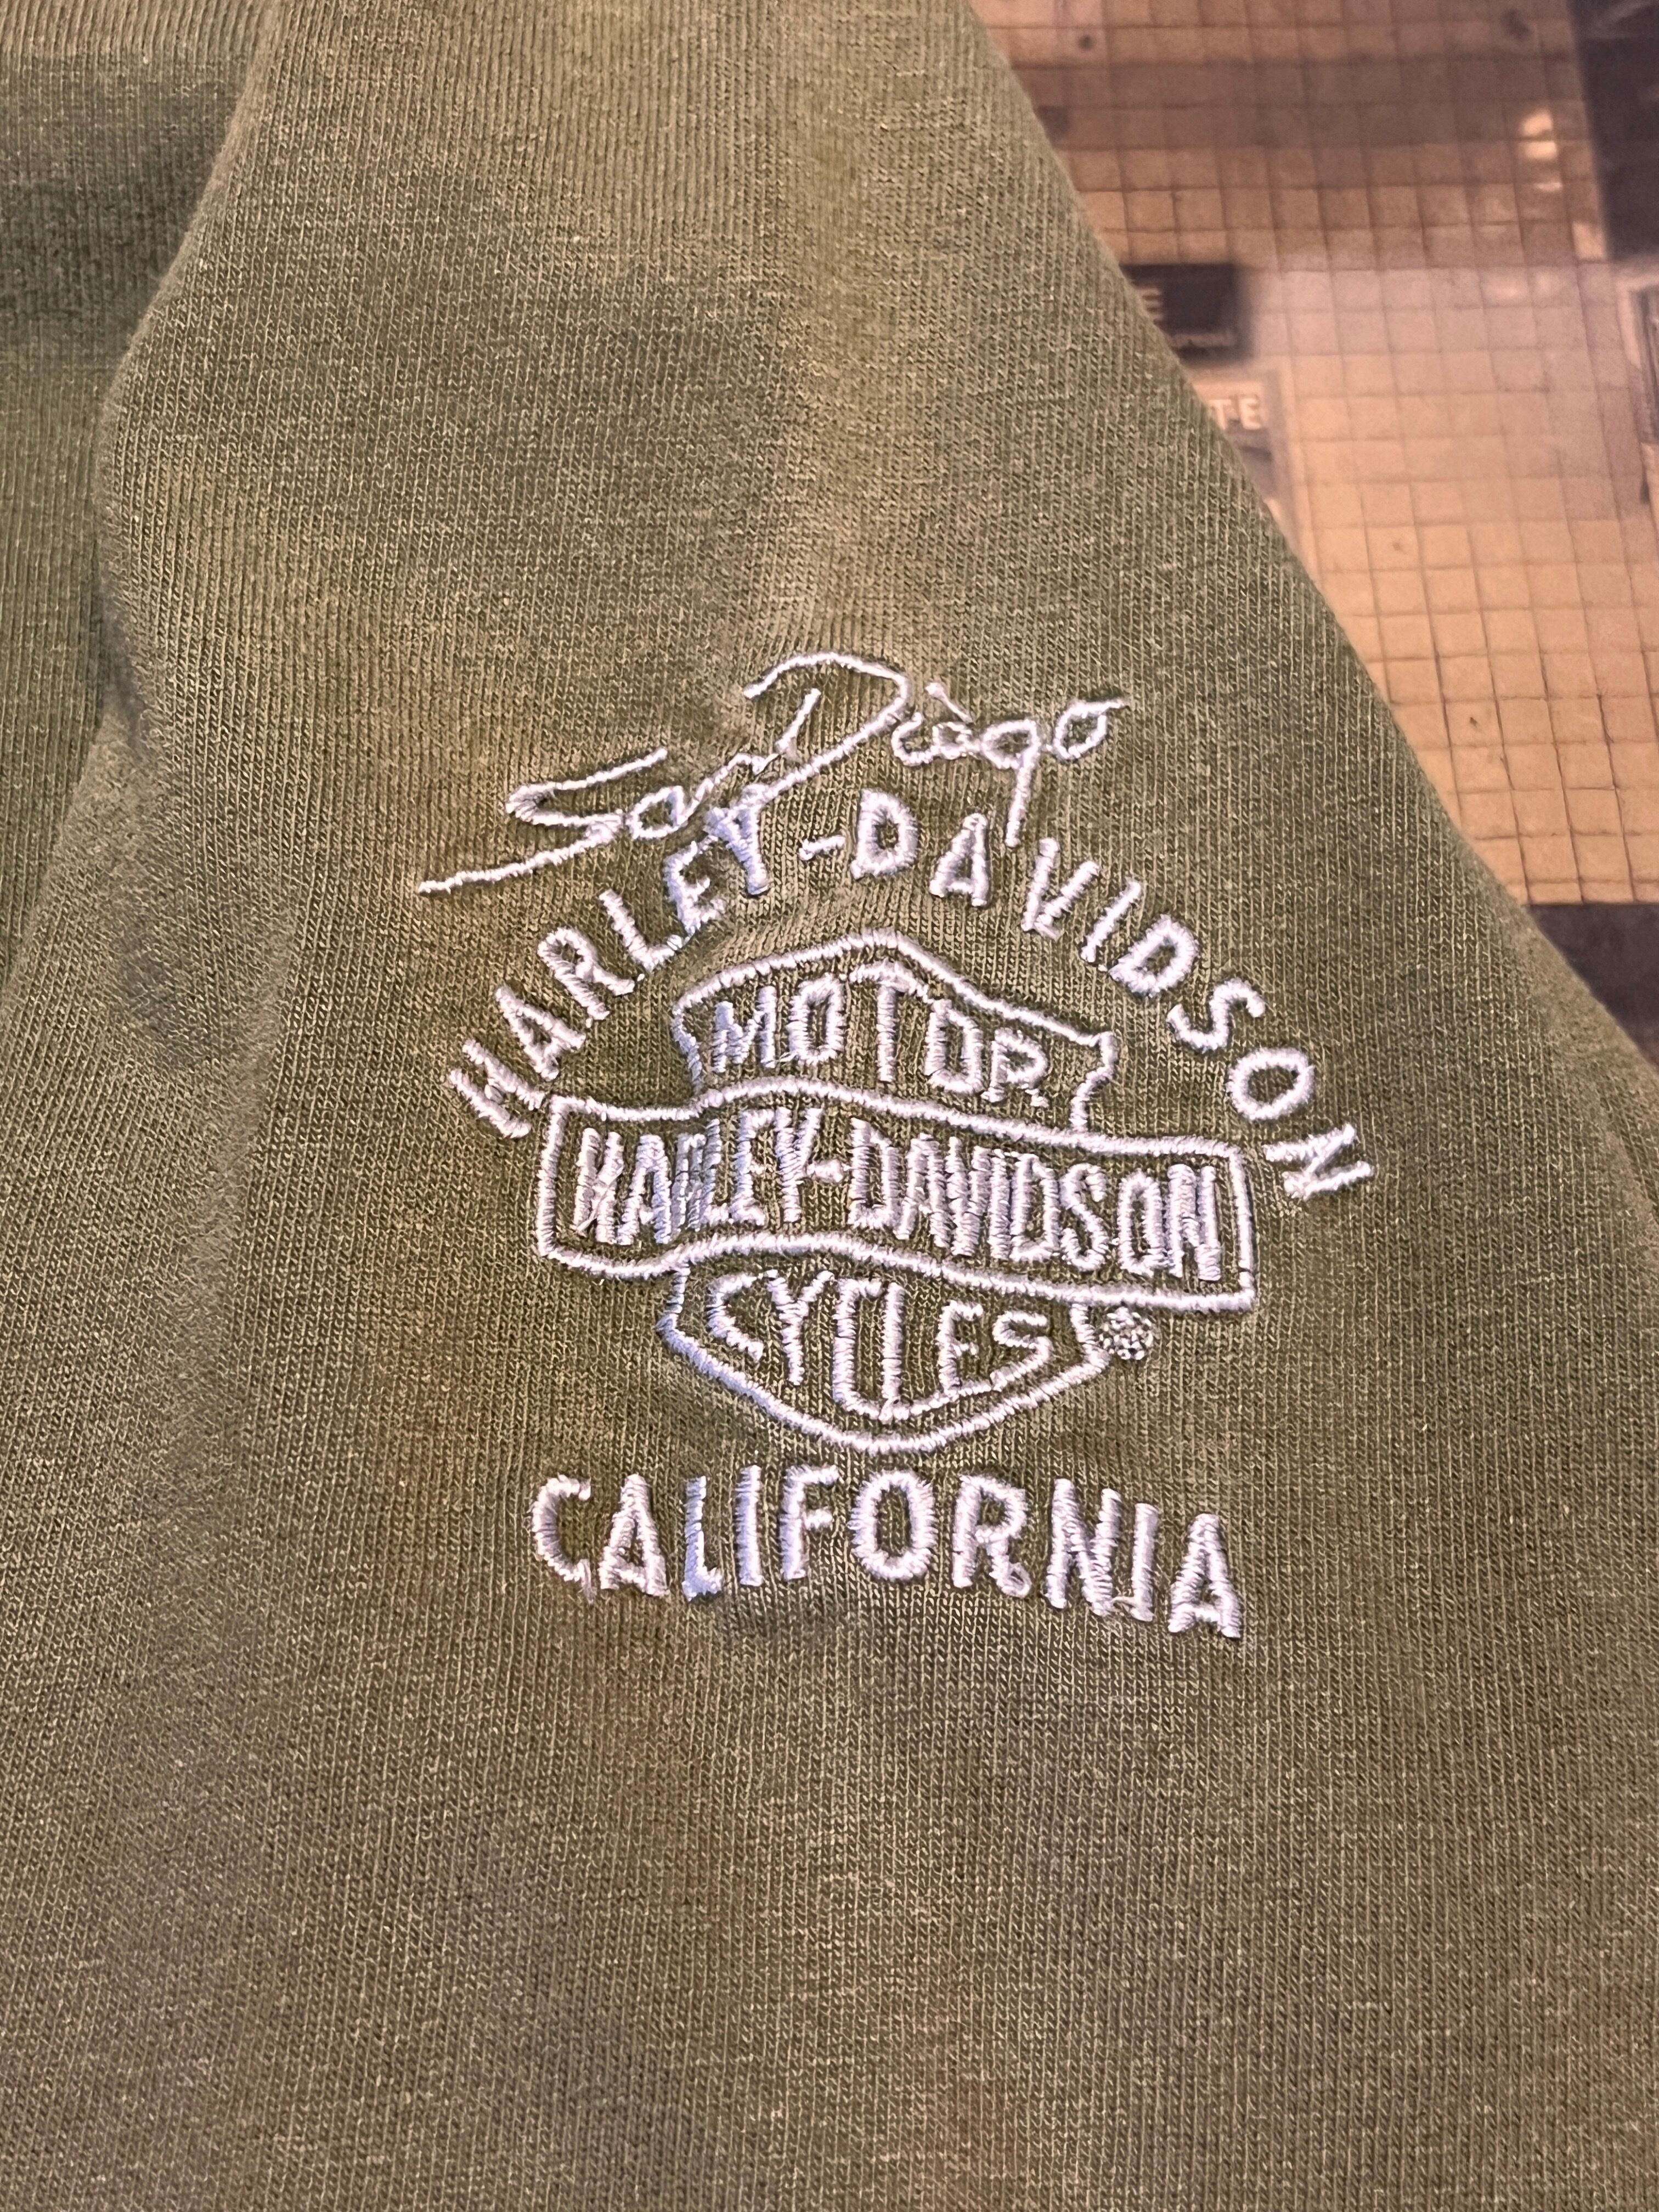 San Diego
HARLEY-DAVIDSON
MOTOR
HARLEY-DAVIDSON
CYCLES
®
CALIFORNIA